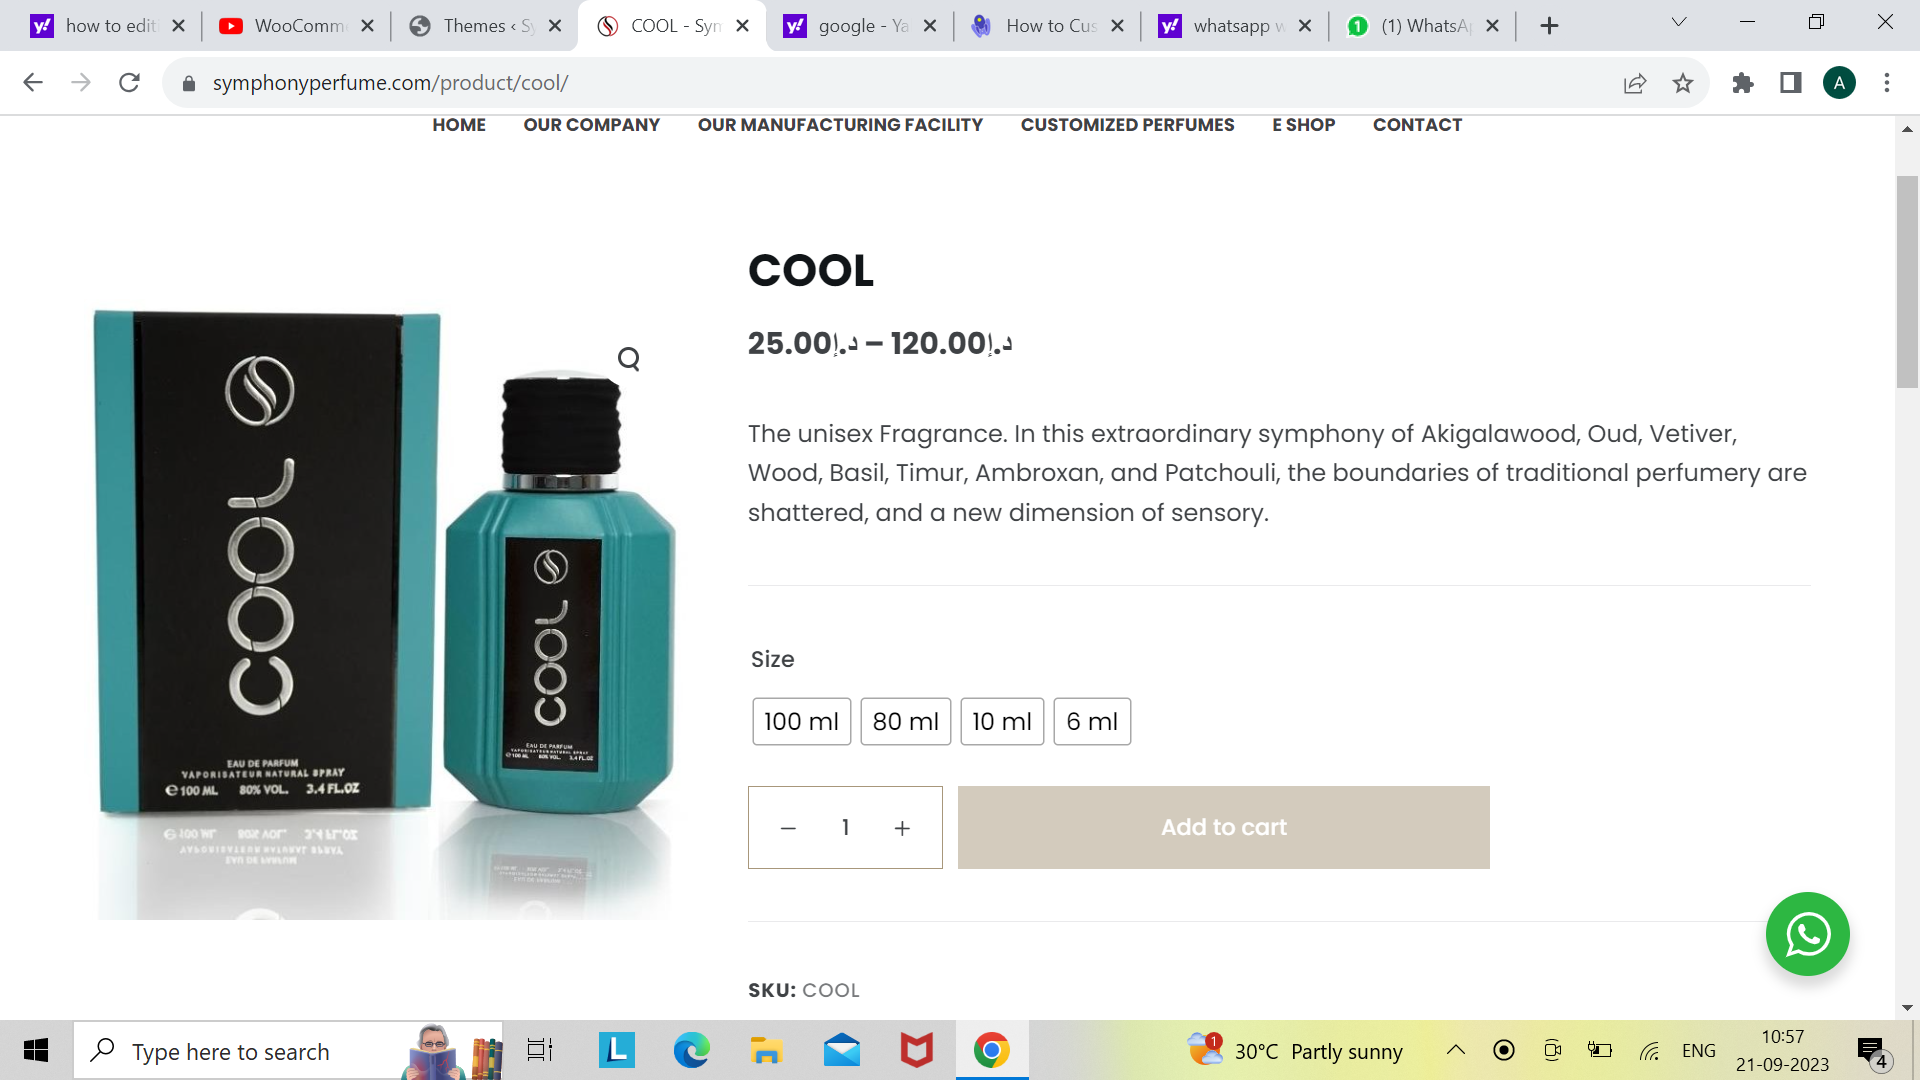 how to edit
WooComm
Themes ‹ Sy
COOL - Sym
google - Ya
How to Cus
whatsapp w
(1) WhatsA
symphonyperfume.com/product/cool/
A
HOME OUR COMPANY OUR MANUFACTURING FACILITY CUSTOMIZED PERFUMES E SHOP CONTACT
COOL
25.00د.إ – 120.00د.إ
The unisex Fragrance. In this extraordinary symphony of Akigalawood, Oud, Vetiver,
Wood, Basil, Timur, Ambroxan, and Patchouli, the boundaries of traditional perfumery are
shattered, and a new dimension of sensory.
COOL
EAU DE PARFUM
VAPORISATEUR NATURAL SPRAY
e 100 ML 80% VOL. 3.4 FL.OZ
COOL
EAU DE PARFUM
VAPORISATEUR NATURAL SPRAY
e 100 ML 80% VOL. 3.4 FL.OZ
Size
100 ml 80 ml 10 ml 6 ml
1
Add to cart
SKU: COOL
Type here to search
L
1
30°C Partly sunny
ENG
10:57
21-09-2023
4